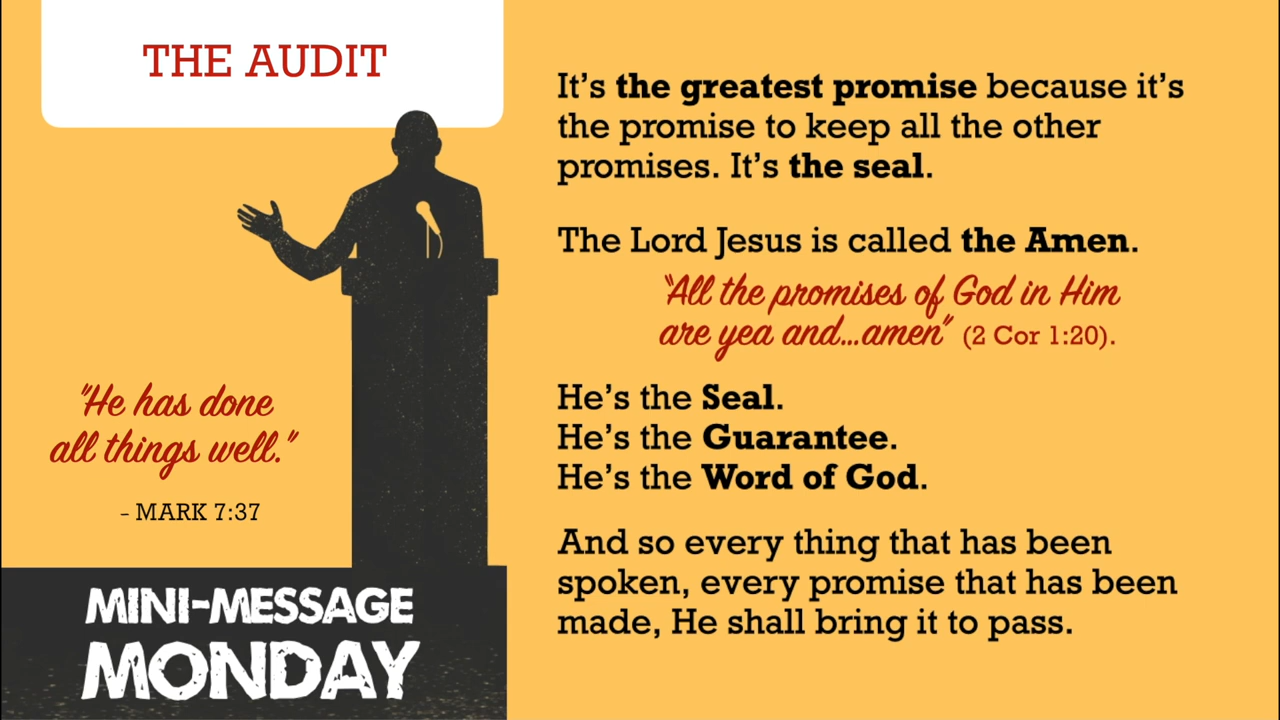 THE AUDIT
"He has done
all things well."
- MARK 7:37
MINI-MESSAGE
MONDAY
It's the greatest promise because it's
the promise to keep all the other
promises. It's the seal.
The Lord Jesus is called the Amen.
"All the promises of God in Him
are yea and...amen" (2 Cor 1:20).
He's the Seal.
He's the Guarantee.
He's the Word of God.
And so every thing that has been
spoken, every promise that has been
made, He shall bring it to pass.